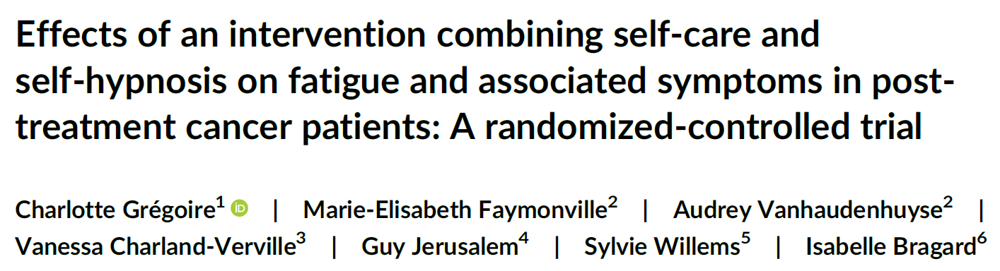 Effects of an intervention combining self-care and
self-hypnosis on fatigue and associated symptoms in post-
treatment cancer patients: A randomized-controlled trial
Charlotte Grégoire1 iD | Marie-Elisabeth Faymonville2 | Audrey Vanhaudenhuyse2 |
Vanessa Charland-Verville3 | Guy Jerusalem4 | Sylvie Willems5 | Isabelle Bragard6